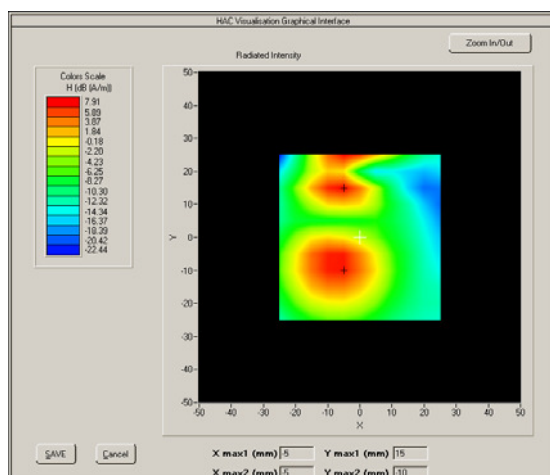 HAC Visualisation Graphical Interface
Zoom In/Out
Radiated Intensity
Colors Scale
H (dB (A/m))
7.91
5.89
3.87
1.84
-0.18
-2.20
-4.23
-6.25
-8.27
-10.30
-12.32
-14.34
-16.37
-18.39
-20.42
-22.44
50
40
30
20
10
0
-10
-20
-30
-40
-50
Y
-50 -40 -30 -20 -10 0 10 20 30 40 50
X
SAVE Cancel
X max1 (mm) -5 Y max1 (mm) 15
X max2 (mm) -5 Y max2 (mm) -10